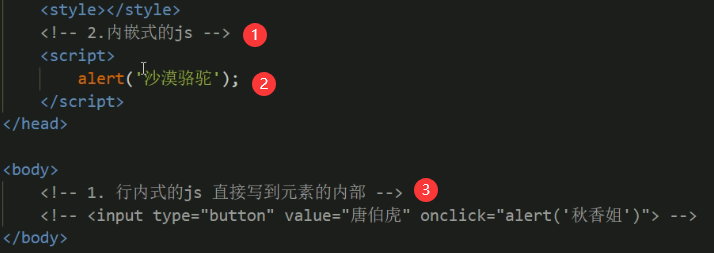 <style></style>
<!-- 2.内嵌式的js --> 1
<script>
alert('沙漠骆驼'); 2
</script>
</head>
<body>
<!-- 1. 行内式的js 直接写到元素的内部 --> 3
<!-- <input type="button" value="唐伯虎" onclick="alert('秋香姐')"> -->
</body>